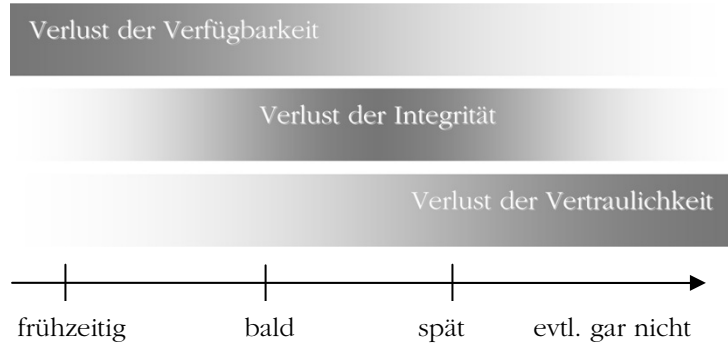 Verlust der Verfügbarkeit
Verlust der Integrität
Verlust der Vertraulichkeit
frühzeitig bald spät evtl. gar nicht